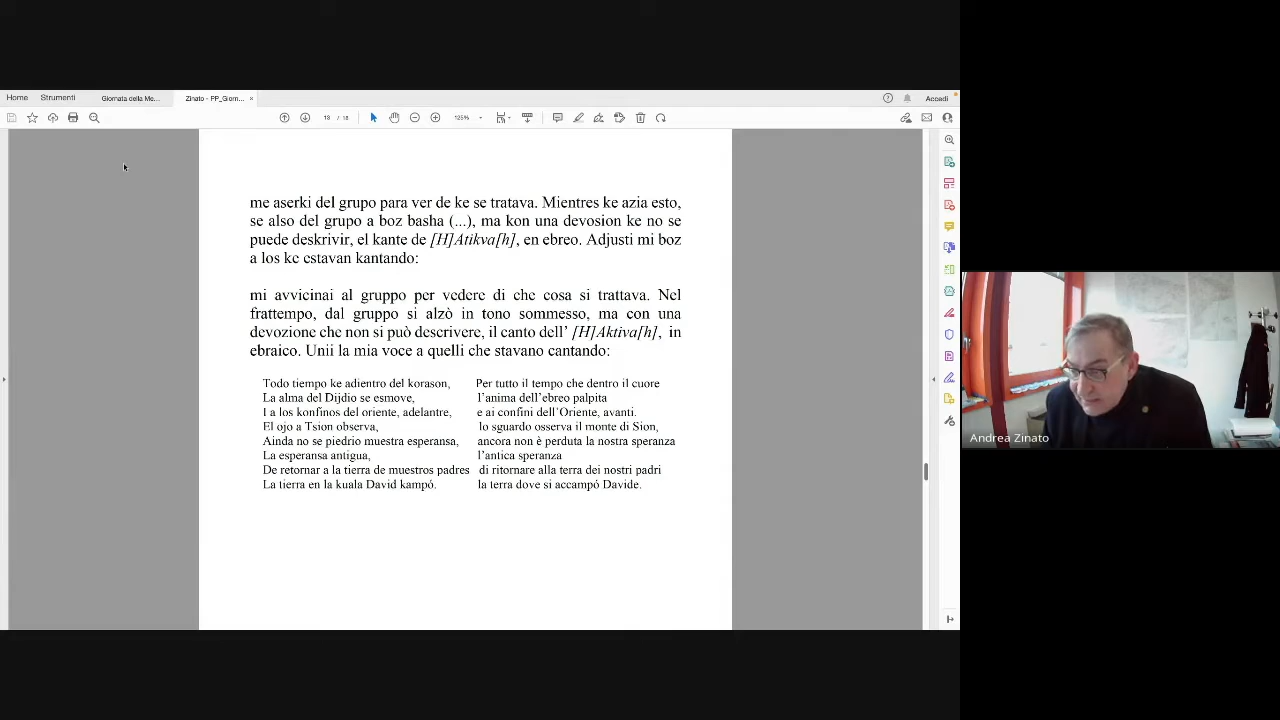 Home Strumenti Giornata della Me... Zinato - PP_Giorn... × Accedi
13 / 18 125%
me aserki del grupo para ver de ke se tratava. Mientres ke azia esto,
se also del grupo a boz basha (...), ma kon una devosion ke no se
puede deskrivir, el kante de [H]Atikva[h], en ebreo. Adjusti mi boz
a los ke estavan kantando:
mi avvicinai al gruppo per vedere di che cosa si trattava. Nel
frattempo, dal gruppo si alzò in tono sommesso, ma con una
devozione che non si può descrivere, il canto dell' [H]Aktiva[h], in
ebraico. Unii la mia voce a quelli che stavano cantando:
Todo tiempo ke adientro del korason,
La alma del Djidio se esmove,
I a los konfinos del oriente, adelantre,
El ojo a Tsion observa,
Ainda no se piedrio muestra esperansa,
La esperansa antigua,
De retornar a la tierra de muestros padres
La tierra en la kuala David kampó.
Per tutto il tempo che dentro il cuore
l'anima dell'ebreo palpita
e ai confini dell'Oriente, avanti.
lo sguardo osserva il monte di Sion,
ancora non è perduta la nostra speranza
l'antica speranza
di ritornare alla terra dei nostri padri
la terra dove si accampó Davide.
Andrea Zinato